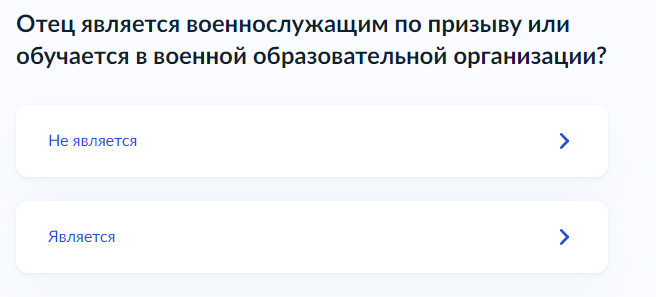 Отец является военнослужащим по призыву или
обучается в военной образовательной организации?
Не является
Является